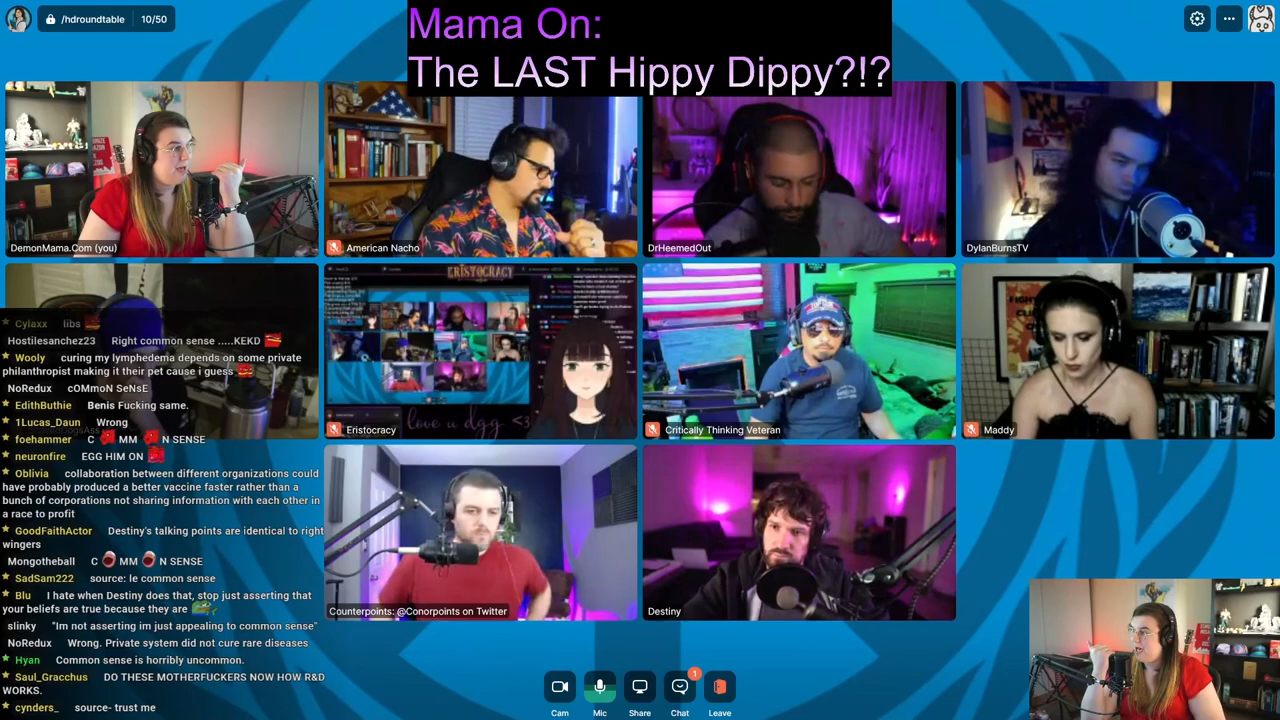 /hdroundtable 10/50
Mama On:
The LAST Hippy Dippy?!?
DemonMama.Com (you)
American Nacho
DrHeemedOut
DylanBurnsTV
ERISTOCRACY
love u dgg <3
Eristocracy
Critically Thinking Veteran
Maddy
Counterpoints: @Conorpoints on Twitter
Destiny
Cylaxx libs
Hostilesanchez23 Right common sense .....KEKD
Wooly curing my lymphedema depends on some private
philanthropist making it their pet cause i guess
NoRedux cOMmoN SeNsE
EdithButhie Benis Fucking same.
1Lucas_Daun Wrong
foehammer C MM N SENSE
neuronfire EGG HIM ON
Oblivia collaboration between different organizations could
have probably produced a better vaccine faster rather than a
bunch of corporations not sharing information with each other in
a race to profit
GoodFaithActor Destiny's talking points are identical to right
wingers
Mongotheball C MM N SENSE
SadSam222 source: le common sense
Blu I hate when Destiny does that, stop just asserting that
your beliefs are true because they are
slinky "Im not asserting im just appealing to common sense"
NoRedux Wrong. Private system did not cure rare diseases
Hyan Common sense is horribly uncommon.
Saul_Gracchus DO THESE MOTHERFUCKERS NOW HOW R&D
WORKS.
cynders_ source- trust me
1
Cam Mic Share Chat Leave